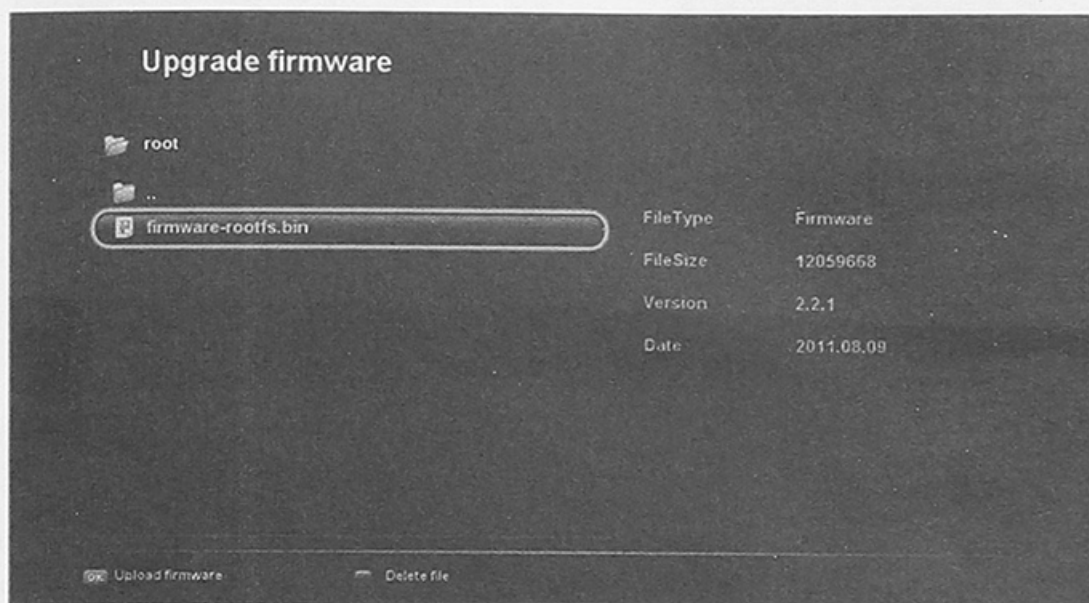 Upgrade firmware
root
..
firmware-rootfs.bin
FileType Firmware
FileSize 12059668
Version 2.2.1
Date 2011.08.09
OK Upload firmware Delete file